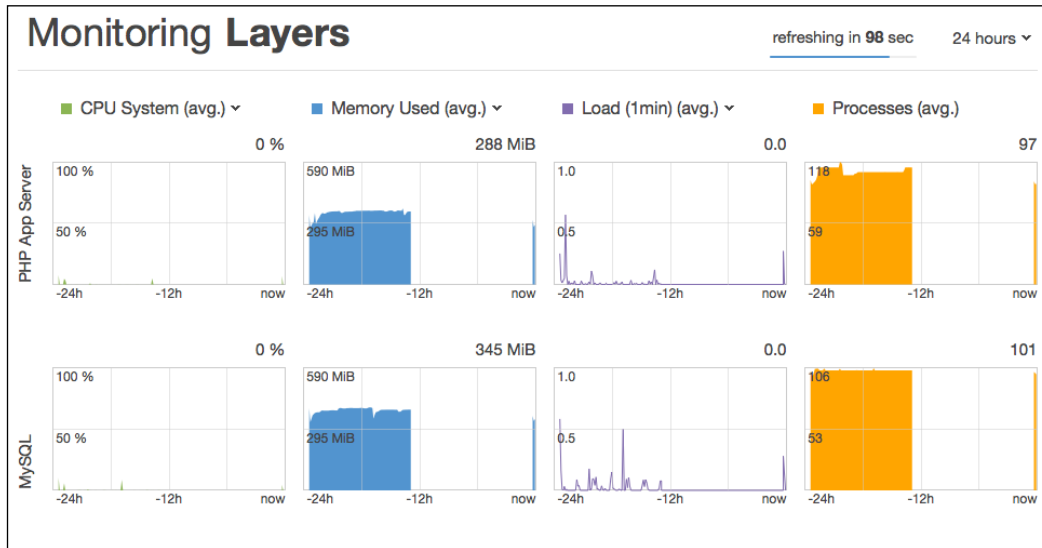 Monitoring Layers
refreshing in 98 sec
24 hours
CPU System (avg.)
Memory Used (avg.)
Load (1min) (avg.)
Processes (avg.)
PHP App Server
0 %
100 %
50 %
-24h -12h now
288 MiB
590 MiB
295 MiB
-24h -12h now
0.0
1.0
0.5
-24h -12h now
97
118
59
-24h -12h now
MySQL
0 %
100 %
50 %
-24h -12h now
345 MiB
590 MiB
295 MiB
-24h -12h now
0.0
1.0
0.5
-24h -12h now
101
106
53
-24h -12h now